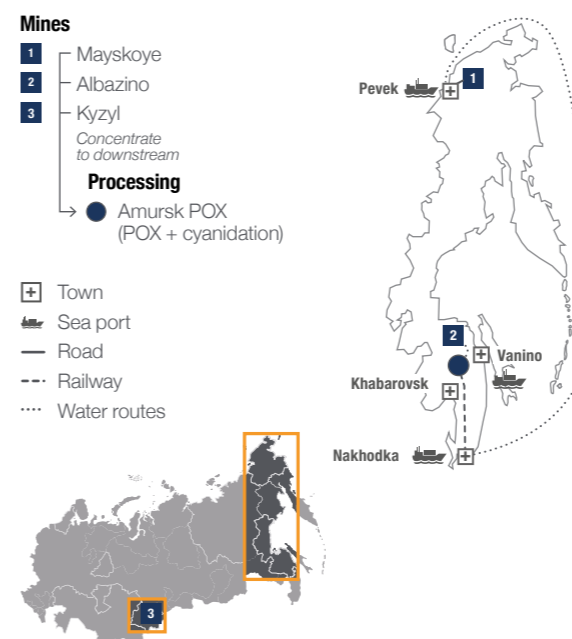 Mines
1 Mayskoye
2 Albazino
3 Kyzyl
Concentrate
to downstream
Processing
Amursk POX
(POX + cyanidation)
Town
Sea port
Road
Railway
Water routes
Pevek
1
2
Vanino
Khabarovsk
Nakhodka
3